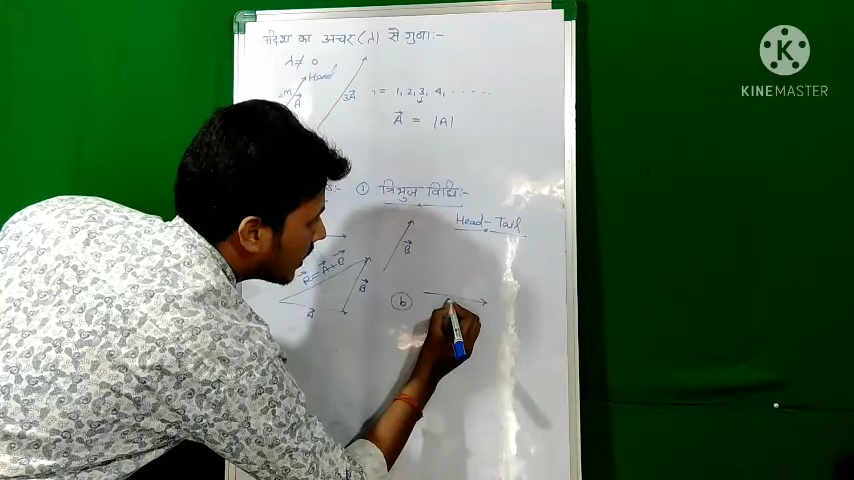 सदिश का अचर (λ) से गुणा:-
λ ≠ 0
Head
2m
A⃗
3A⃗
= 1, 2, 3, 4, ......
A⃗ = |A|
① त्रिभुज विधि:-
Head - Tail
B⃗
R⃗ = A⃗ + B⃗
B⃗
A⃗
ⓑ
KINEMASTER